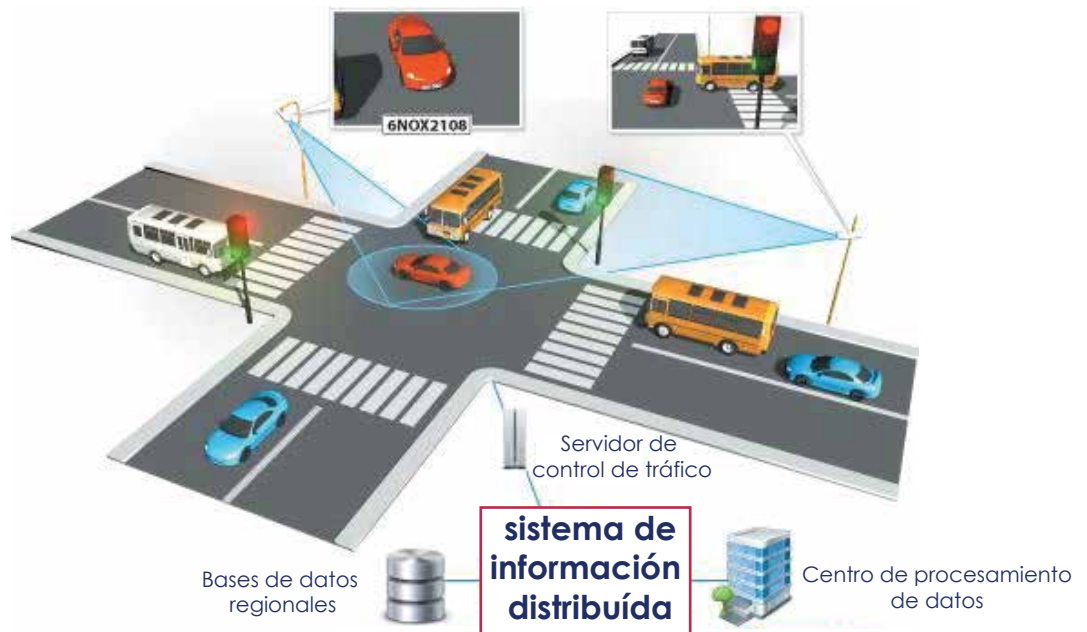 6NOX2108
Servidor de
control de tráfico
sistema de
información
distribuída
Bases de datos
regionales
Centro de procesamiento
de datos